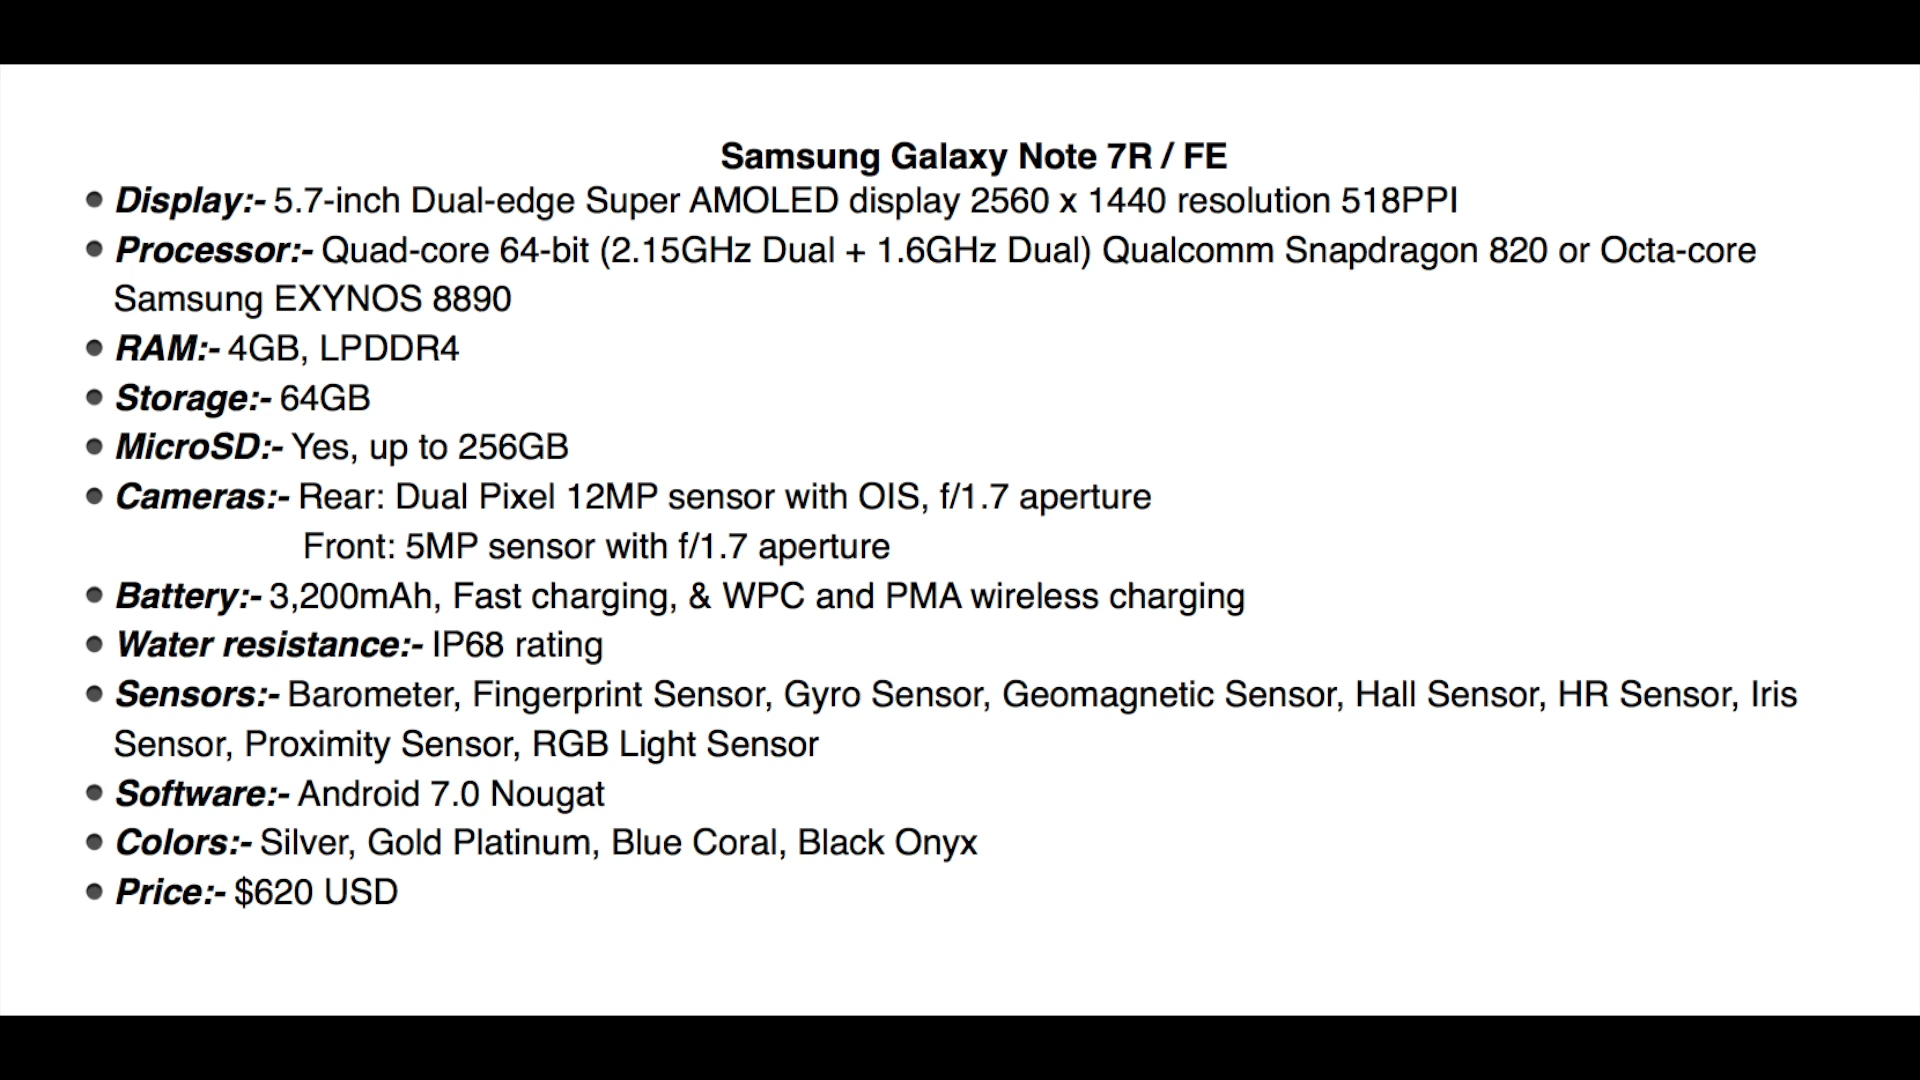 Samsung Galaxy Note 7R / FE
Display:- 5.7-inch Dual-edge Super AMOLED display 2560 x 1440 resolution 518PPI
Processor:- Quad-core 64-bit (2.15GHz Dual + 1.6GHz Dual) Qualcomm Snapdragon 820 or Octa-core
Samsung EXYNOS 8890
RAM:- 4GB, LPDDR4
Storage:- 64GB
MicroSD:- Yes, up to 256GB
Cameras:- Rear: Dual Pixel 12MP sensor with OIS, f/1.7 aperture
Front: 5MP sensor with f/1.7 aperture
Battery:- 3,200mAh, Fast charging, & WPC and PMA wireless charging
Water resistance:- IP68 rating
Sensors:- Barometer, Fingerprint Sensor, Gyro Sensor, Geomagnetic Sensor, Hall Sensor, HR Sensor, Iris
Sensor, Proximity Sensor, RGB Light Sensor
Software:- Android 7.0 Nougat
Colors:- Silver, Gold Platinum, Blue Coral, Black Onyx
Price:- $620 USD